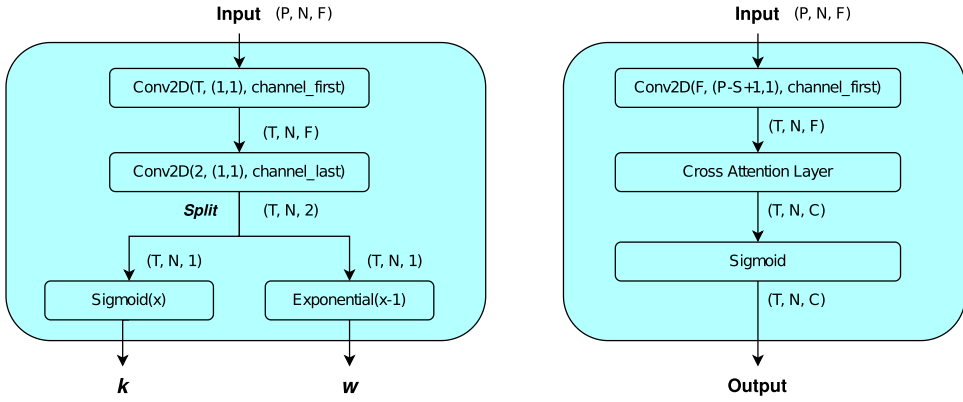 Input (P, N, F)
Conv2D(T, (1,1), channel_first)
(T, N, F)
Conv2D(2, (1,1), channel_last)
Split (T, N, 2)
(T, N, 1) (T, N, 1)
Sigmoid(x) Exponential(x-1)
k w
Input (P, N, F)
Conv2D(F, (P-S+1,1), channel_first)
(T, N, F)
Cross Attention Layer
(T, N, C)
Sigmoid
(T, N, C)
Output